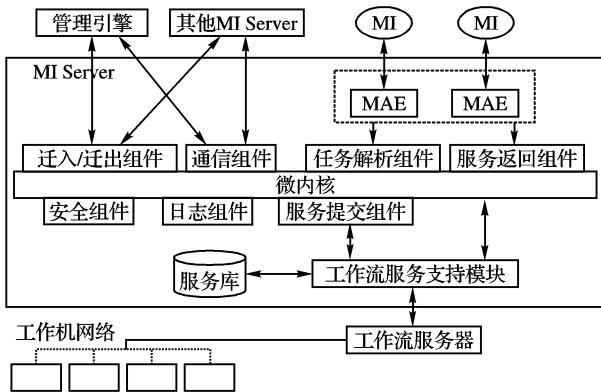 管理引擎
其他MI Server
MI
MI
MI Server
MAE
MAE
迁入/迁出组件
通信组件
任务解析组件
服务返回组件
微内核
安全组件
日志组件
服务提交组件
服务库
工作流服务支持模块
工作机网络
工作流服务器